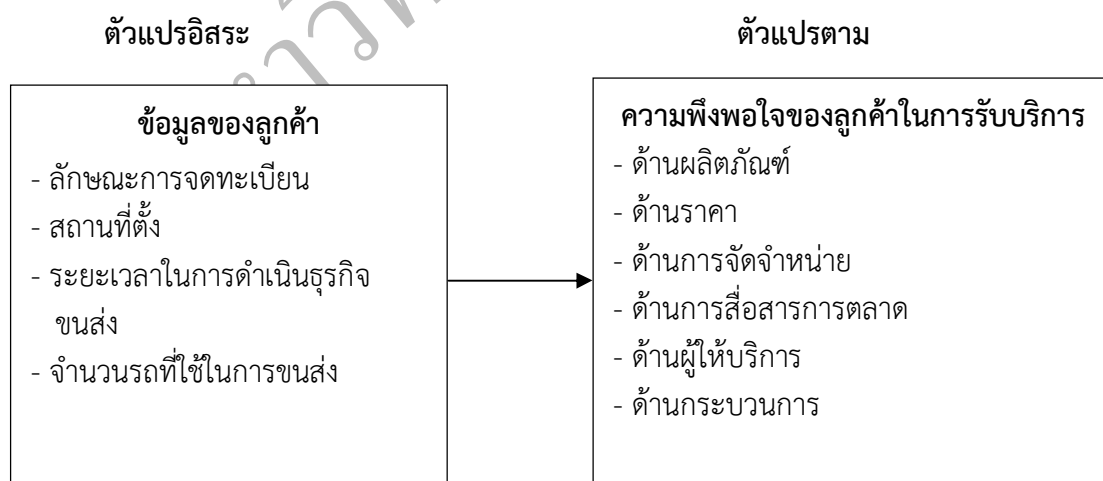 ตัวแปรอิสระ
ตัวแปรตาม
ข้อมูลของลูกค้า
- ลักษณะการจดทะเบียน
- สถานที่ตั้ง
- ระยะเวลาในการดำเนินธุรกิจ
ขนส่ง
- จำนวนรถที่ใช้ในการขนส่ง
ความพึงพอใจของลูกค้าในการรับบริการ
- ด้านผลิตภัณฑ์
- ด้านราคา
- ด้านการจัดจำหน่าย
- ด้านการสื่อสารการตลาด
- ด้านผู้ให้บริการ
- ด้านกระบวนการ